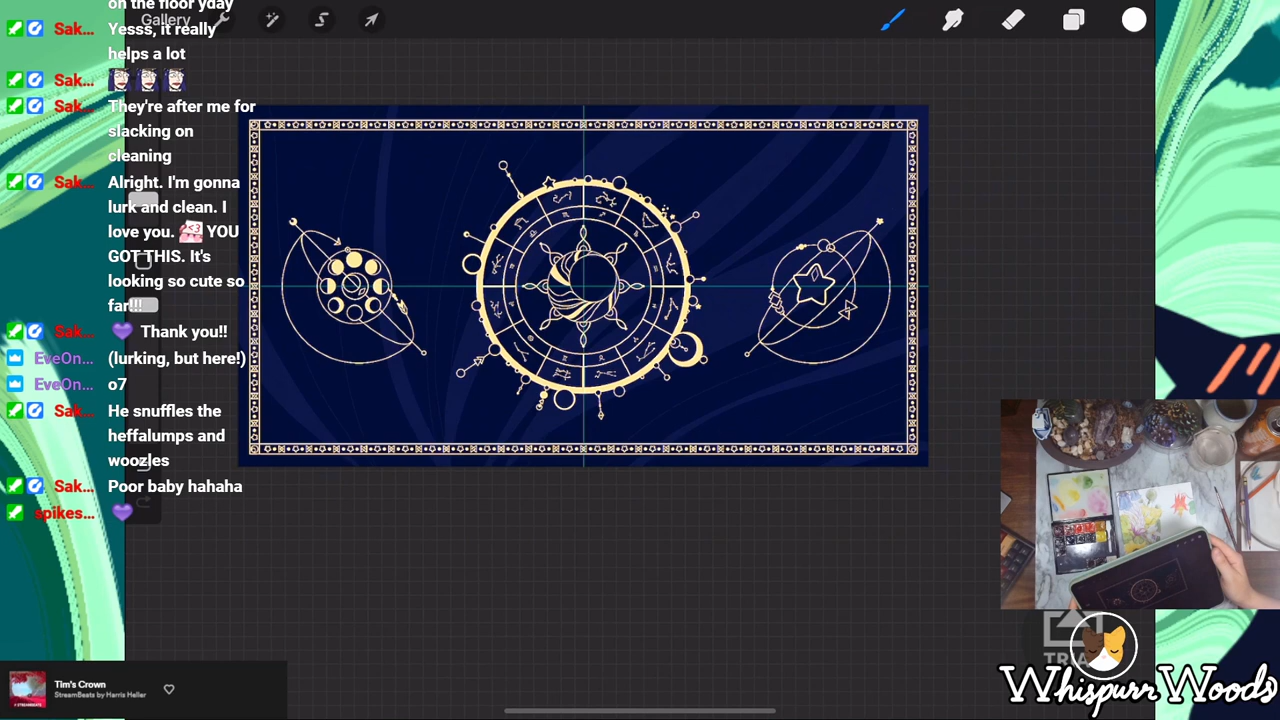 on the floor yday
Gallery
Sak... Yesss, it really
helps a lot
Sak...
Sak... They're after me for
slacking on
cleaning
Sak... Alright. I'm gonna
lurk and clean. I
love you. <3 YOU
GOT THIS. It's
looking so cute so
far!!!
Sak... Thank you!!
EveOn... (lurking, but here!)
EveOn... o7
Sak... He snuffles the
heffalumps and
woozles
Sak... Poor baby hahaha
spikes...
Tim's Crown
StreamBeats by Harris Heller
TRIA
WhispurrWoods